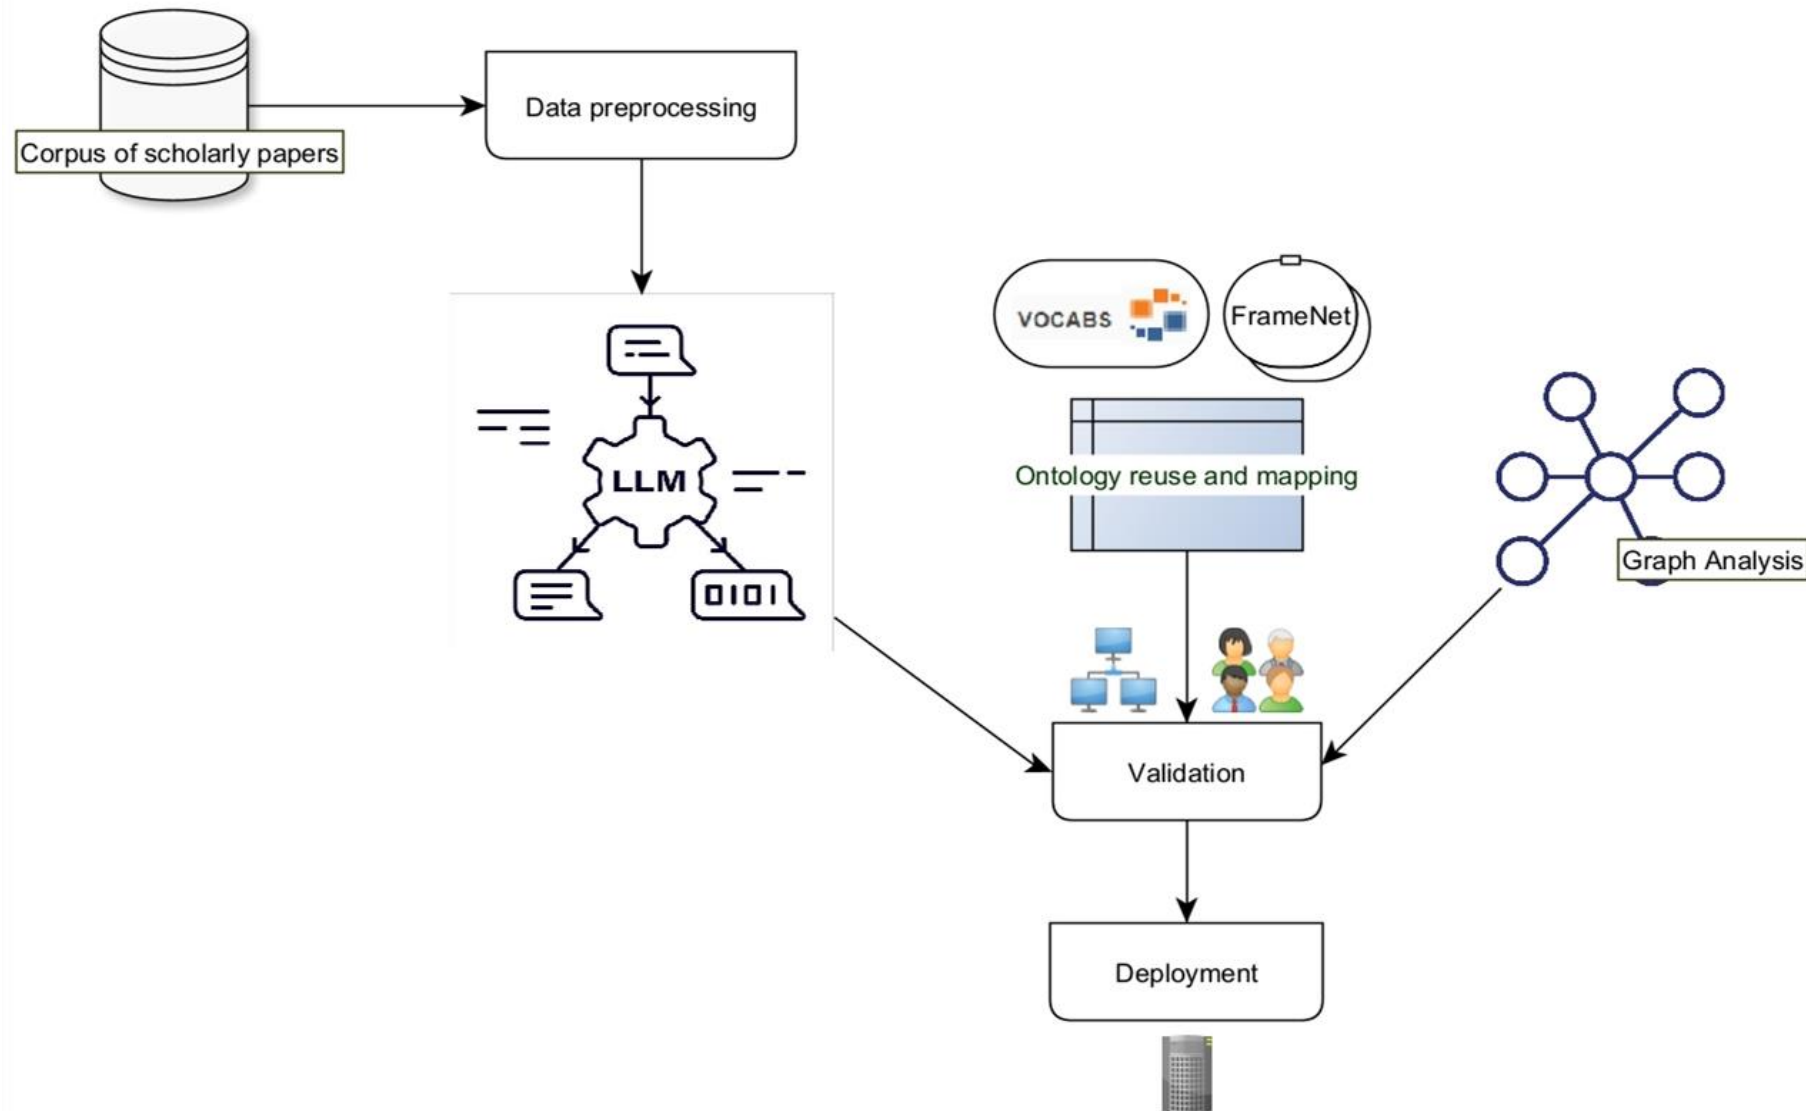 Corpus of scholarly papers
Data preprocessing
LLM
0101
VOCABS
FrameNet
Ontology reuse and mapping
Graph Analysis
Validation
Deployment